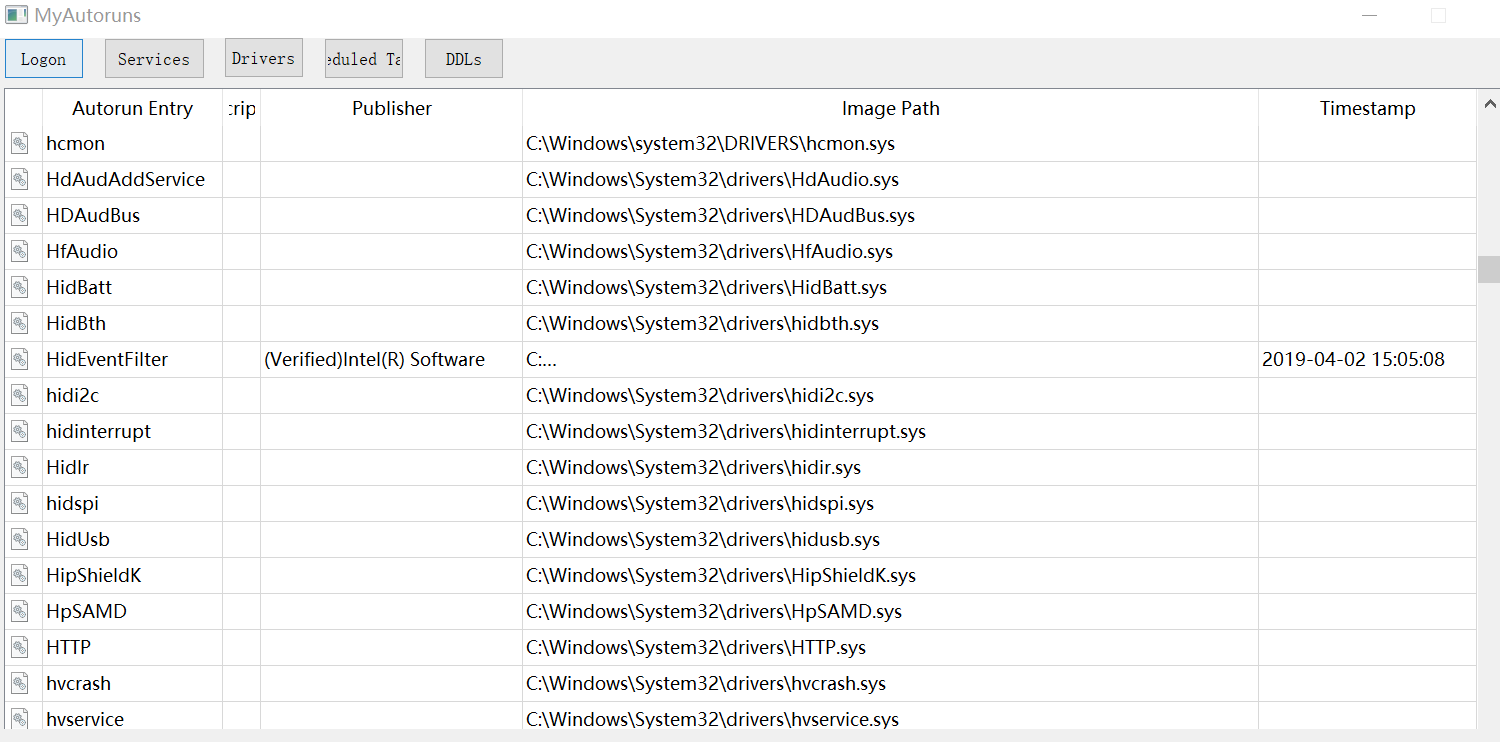 MyAutoruns
Logon Services Drivers eduled Ta DDLs
Autorun Entry crip Publisher Image Path Timestamp
hcmon C:\Windows\system32\DRIVERS\hcmon.sys
HdAudAddService C:\Windows\System32\drivers\HdAudio.sys
HDAudBus C:\Windows\System32\drivers\HDAudBus.sys
HfAudio C:\Windows\System32\drivers\HfAudio.sys
HidBatt C:\Windows\System32\drivers\HidBatt.sys
HidBth C:\Windows\System32\drivers\hidbth.sys
HidEventFilter (Verified)Intel(R) Software C:... 2019-04-02 15:05:08
hidi2c C:\Windows\System32\drivers\hidi2c.sys
hidinterrupt C:\Windows\System32\drivers\hidinterrupt.sys
HidIr C:\Windows\System32\drivers\hidir.sys
hidspi C:\Windows\System32\drivers\hidspi.sys
HidUsb C:\Windows\System32\drivers\hidusb.sys
HipShieldK C:\Windows\System32\drivers\HipShieldK.sys
HpSAMD C:\Windows\System32\drivers\HpSAMD.sys
HTTP C:\Windows\System32\drivers\HTTP.sys
hvcrash C:\Windows\System32\drivers\hvcrash.sys
hvservice C:\Windows\System32\drivers\hvservice.sys